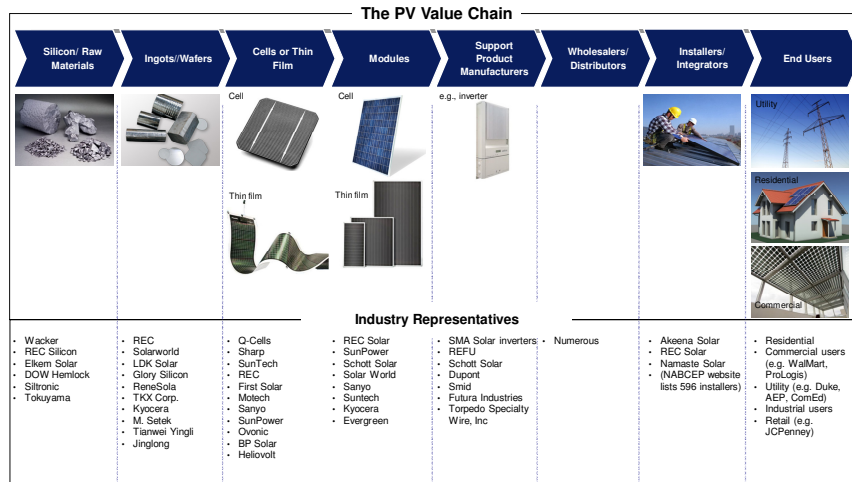 The PV Value Chain
Silicon/ Raw
Materials
Ingots//Wafers
Cells or Thin
Film
Modules
Support
Product
Manufacturers
Wholesalers/
Distributors
Installers/
Integrators
End Users
Cell
Cell
e.g., inverter
Utility
Thin film
Thin film
Residential
Commercial
Industry Representatives
• Wacker
• REC Silicon
• Elkem Solar
• DOW Hemlock
• Siltronic
• Tokuyama
• REC
• Solarworld
• LDK Solar
• Glory Silicon
• ReneSola
• TKX Corp.
• Kyocera
• M. Setek
• Tianwei Yingli
• Jinglong
• Q-Cells
• Sharp
• SunTech
• REC
• First Solar
• Motech
• Sanyo
• SunPower
• Ovonic
• BP Solar
• Heliovolt
• REC Solar
• SunPower
• Schott Solar
• Solar World
• Sanyo
• Suntech
• Kyocera
• Evergreen
• SMA Solar inverters
• REFU
• Schott Solar
• Dupont
• Smid
• Futura Industries
• Torpedo Specialty
Wire, Inc
• Numerous
• Akeena Solar
• REC Solar
• Namaste Solar
• (NABCEP website
lists 596 installers)
• Residential
• Commercial users
(e.g. WalMart,
ProLogis)
• Utility (e.g. Duke,
AEP, ComEd)
• Industrial users
• Retail (e.g.
JCPenney)